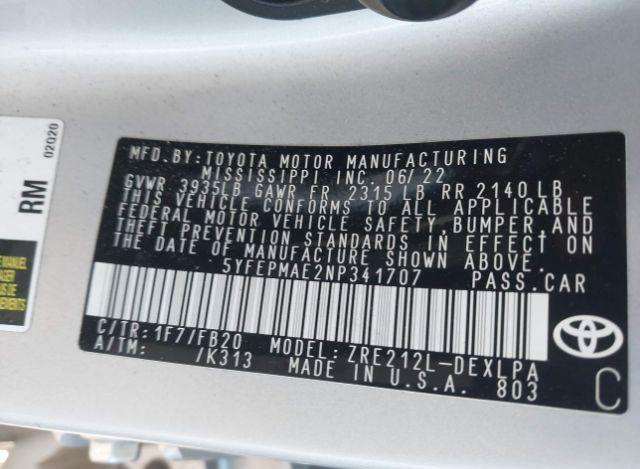 MFD.BY:TOYOTA MOTOR MANUFACTURING
MISSISSIPPI INC. 06/22
GVWR 3935LB GAWR FR 2315 LB RR 2140 LB
THIS VEHICLE CONFORMS TO ALL APPLICABLE
FEDERAL MOTOR VEHICLE SAFETY,BUMPER,AND
THEFT PREVENTION STANDARDS IN EFFECT ON
THE DATE OF MANUFACTURE SHOWN ABOVE.
5YFEPMAE2NP341707 PASS.CAR
C/TR:1F7/FB20 MODEL:ZRE212L-DEXLPA
A/TM: /K313 MADE IN U.S.A. 803
C
02020
RM
MANUEL